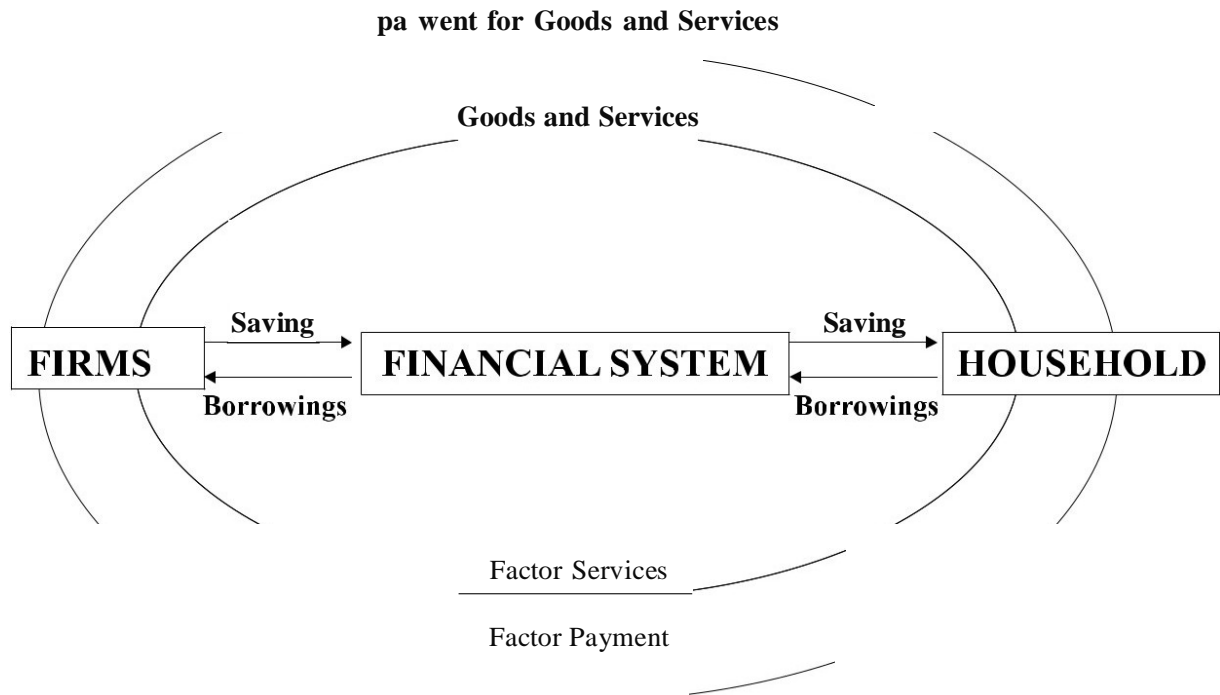 pa went for Goods and Services
Goods and Services
Saving
Saving
FIRMS
FINANCIAL SYSTEM
HOUSEHOLD
Borrowings
Borrowings
Factor Services
Factor Payment